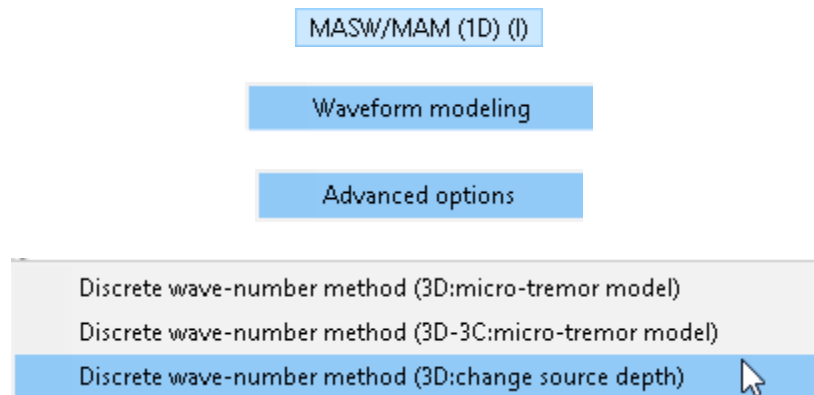 MASW/MAM (1D) (I)
Waveform modeling
Advanced options
Discrete wave-number method (3D:micro-tremor model)
Discrete wave-number method (3D-3C:micro-tremor model)
Discrete wave-number method (3D:change source depth)